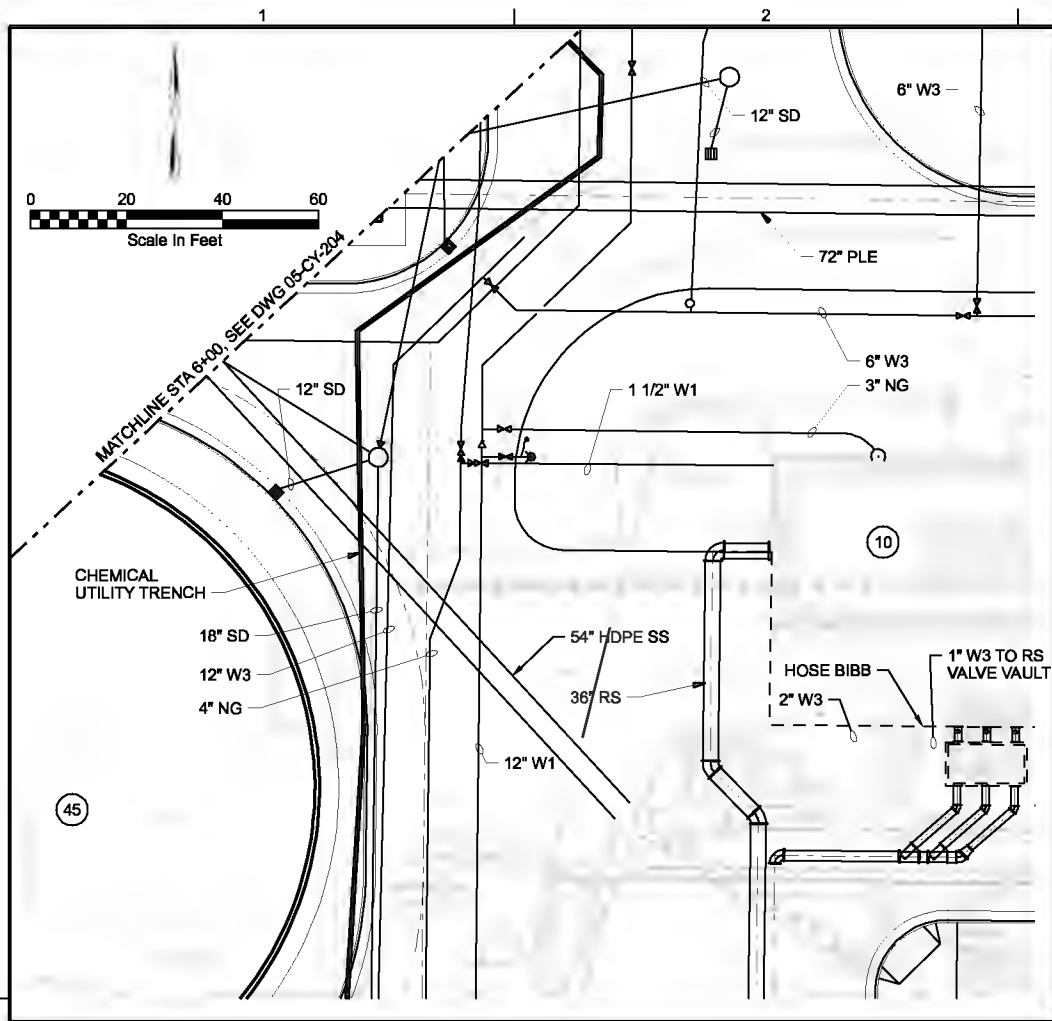 1
2
6" W3
12" SD
0 20 40 60
Scale In Feet
MATCHLINE STA 6+00, SEE DWG 05-CY-204
72" PLE
6" W3
3" NG
1 1/2" W1
12" SD
10
CHEMICAL
UTILITY TRENCH
18" SD
12" W3
4" NG
54" HDPE SS
36" RS
HOSE BIBB
2" W3
1" W3 TO RS
VALVE VAULT
12" W1
45